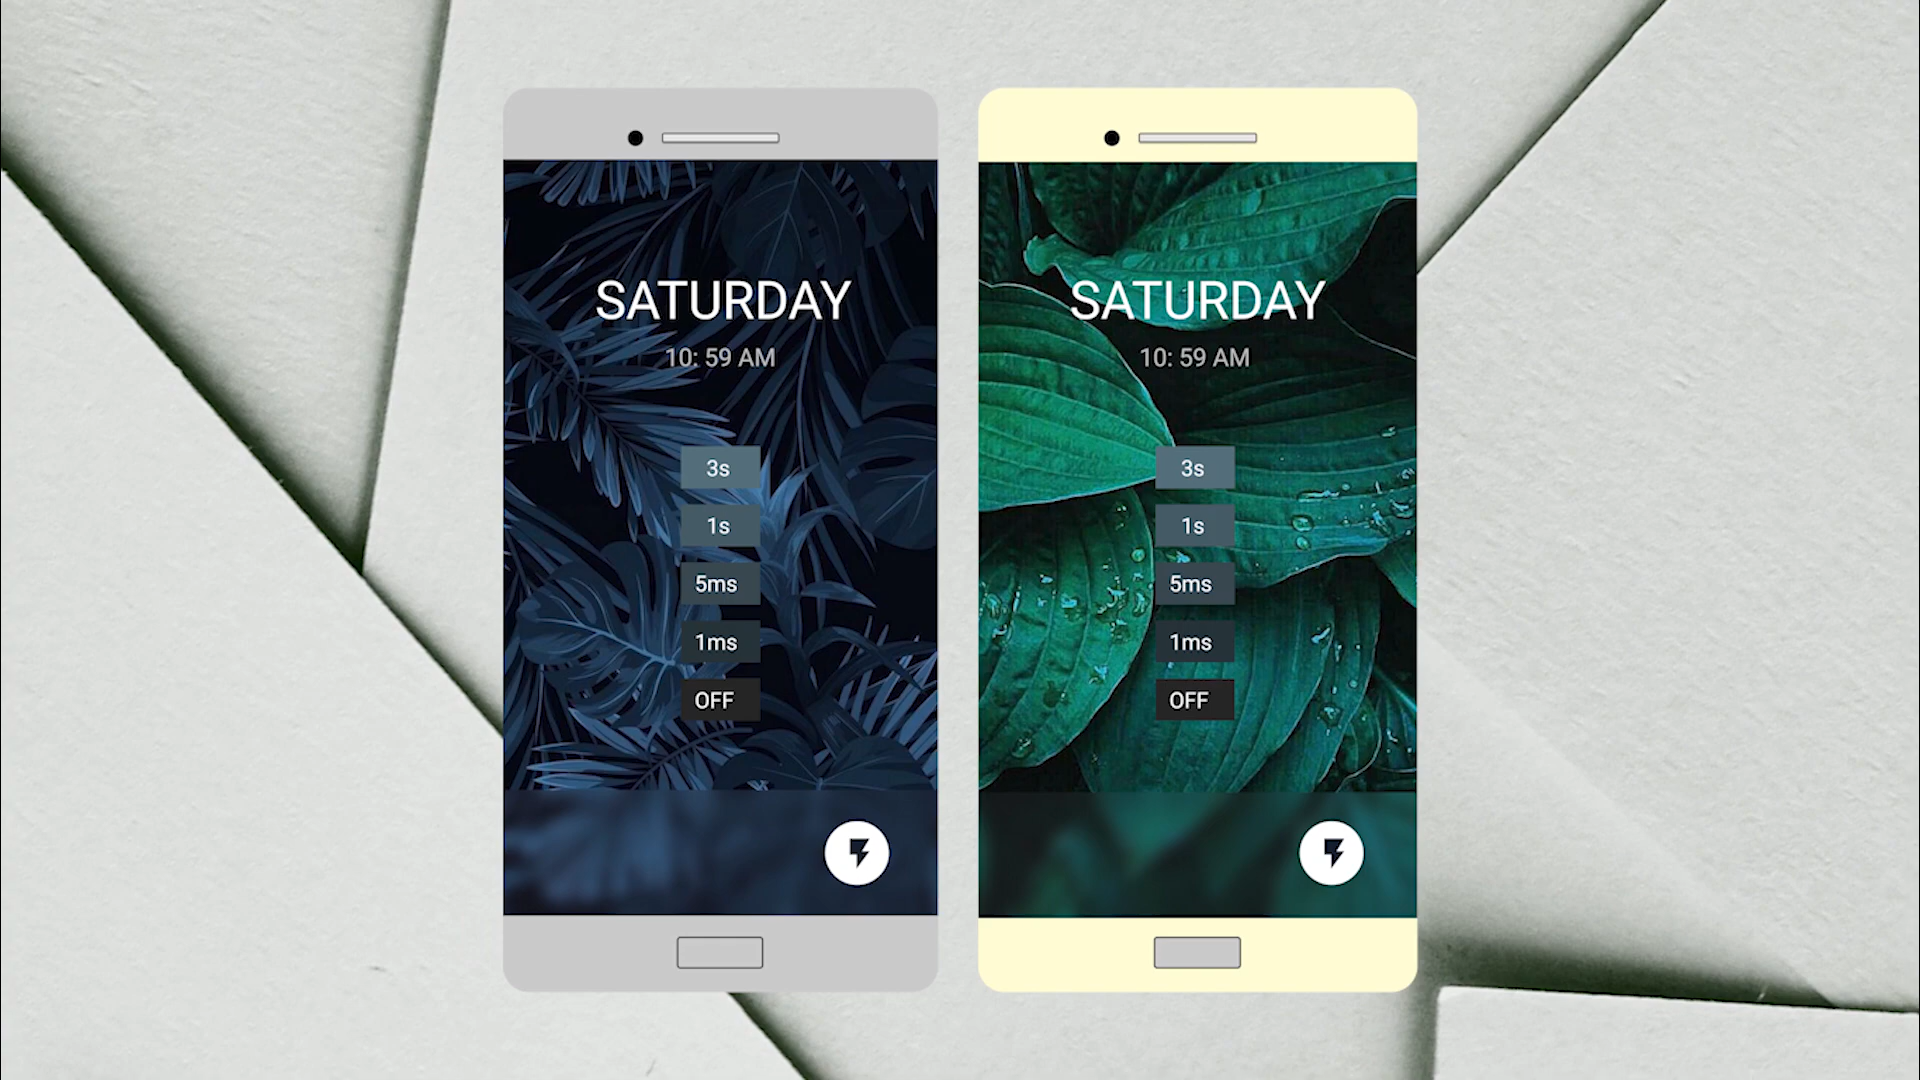 SATURDAY
10: 59 AM
3s
1s
5ms
1ms
OFF
SATURDAY
10: 59 AM
3s
1s
5ms
1ms
OFF